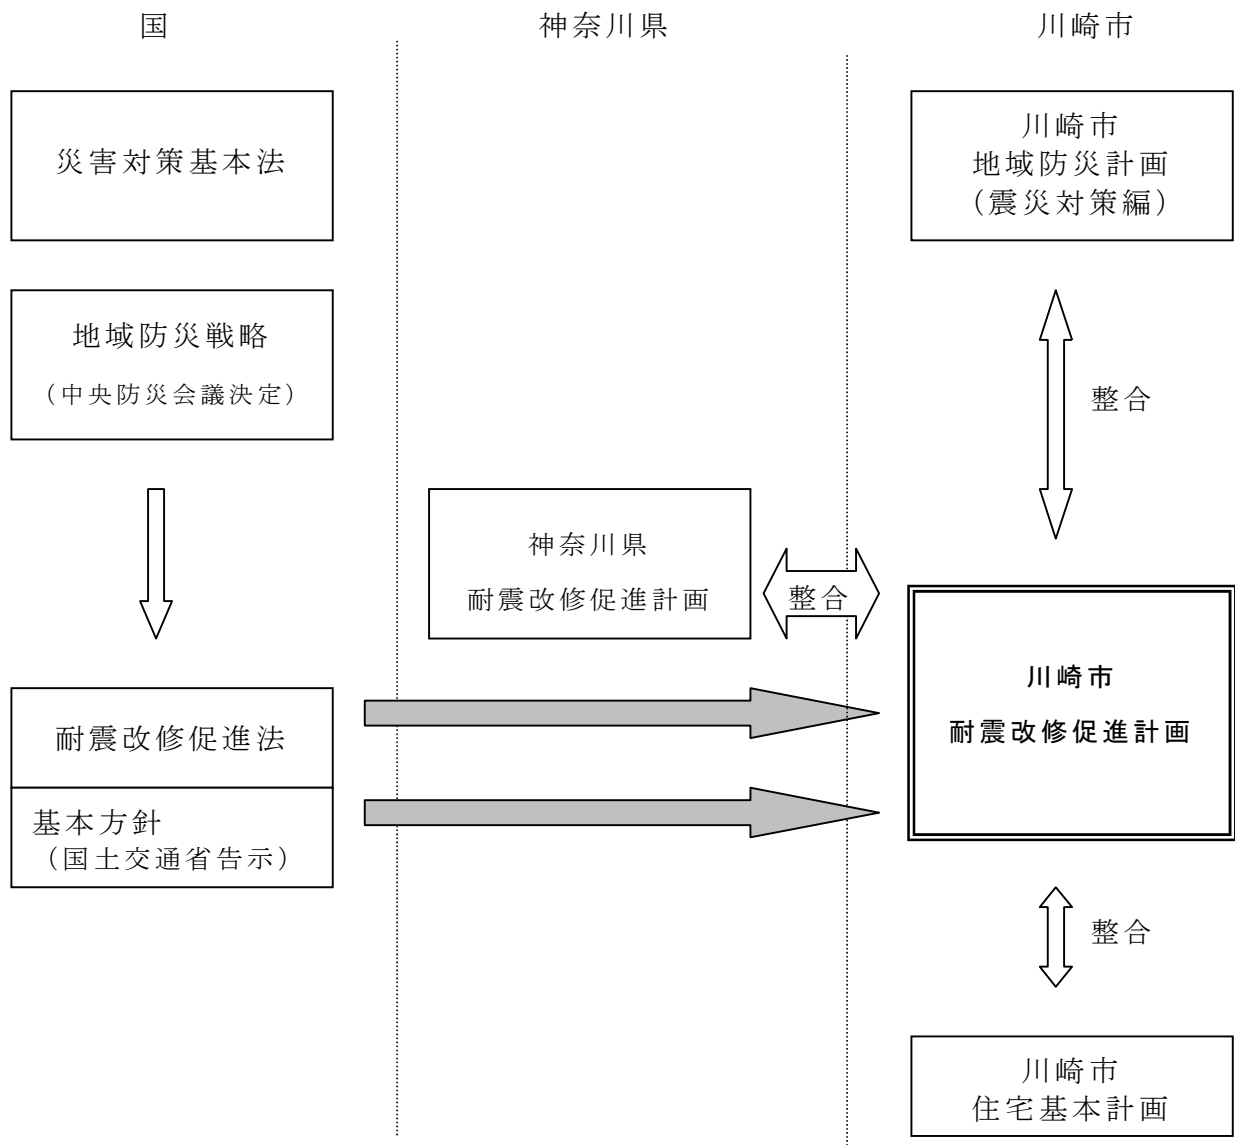 国
神奈川県
川崎市
災害対策基本法
川崎市
地域防災計画
（震災対策編）
地域防災戦略
（中央防災会議決定）
整合
神奈川県
耐震改修促進計画
整合
川崎市
耐震改修促進計画
耐震改修促進法
基本方針
（国土交通省告示）
整合
川崎市
住宅基本計画